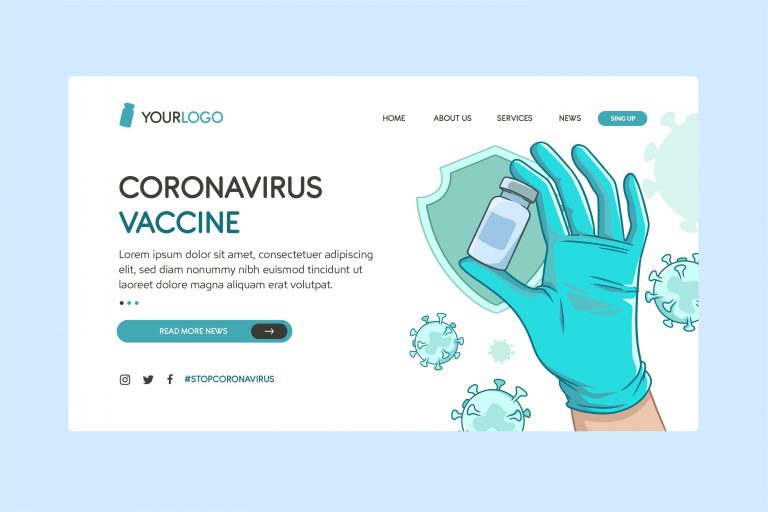 YOURLOGO
HOME ABOUT US SERVICES NEWS SING UP
CORONAVIRUS
VACCINE
Lorem ipsum dolor sit amet, consectetuer adipiscing
elit, sed diam nonummy nibh euismod tincidunt ut
laoreet dolore magna aliquam erat volutpat.
READ MORE NEWS
#STOPCORONAVIRUS